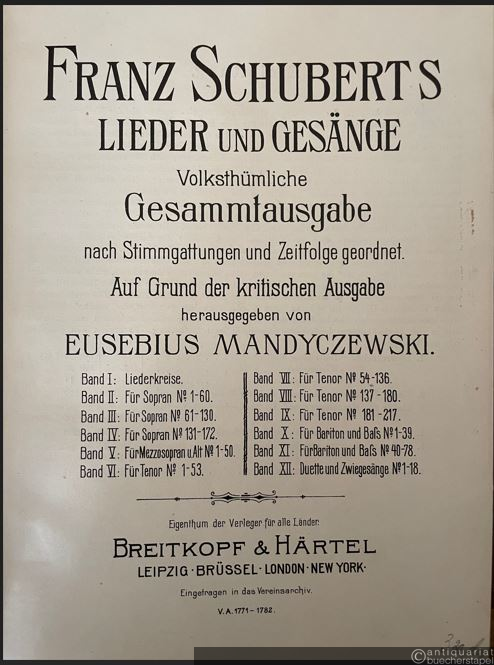 FRANZ SCHUBERTS
LIEDER UND GESÄNGE
Volksthümliche
Gesammtausgabe
nach Stimmgattungen und Zeitfolge geordnet.
Auf Grund der kritischen Ausgabe
herausgegeben von
EUSEBIUS MANDYCZEWSKI.
Band I: Liederkreise.
Band II: Für Sopran Nº 1-60.
Band III: Für Sopran Nº 61-130.
Band IV: Für Sopran Nº 131-172.
Band V: Für Mezzosopran u. Alt Nº 1-50.
Band VI: Für Tenor Nº 1-53.
Band VII: Für Tenor Nº 54-136.
Band VIII: Für Tenor Nº 137-180.
Band IX: Für Tenor Nº 181-217.
Band X: Für Bariton und Baſs Nº 1-39.
Band XI: Für Bariton und Baſs Nº 40-78.
Band XII: Duette und Zwiegesänge Nº 1-18.
Eigenthum der Verleger für alle Länder.
BREITKOPF & HÄRTEL
LEIPZIG · BRÜSSEL · LONDON · NEW YORK ·
Eingetragen in das Vereinsarchiv.
V. A. 1771 – 1782.
©antiquariat
buecherstapel